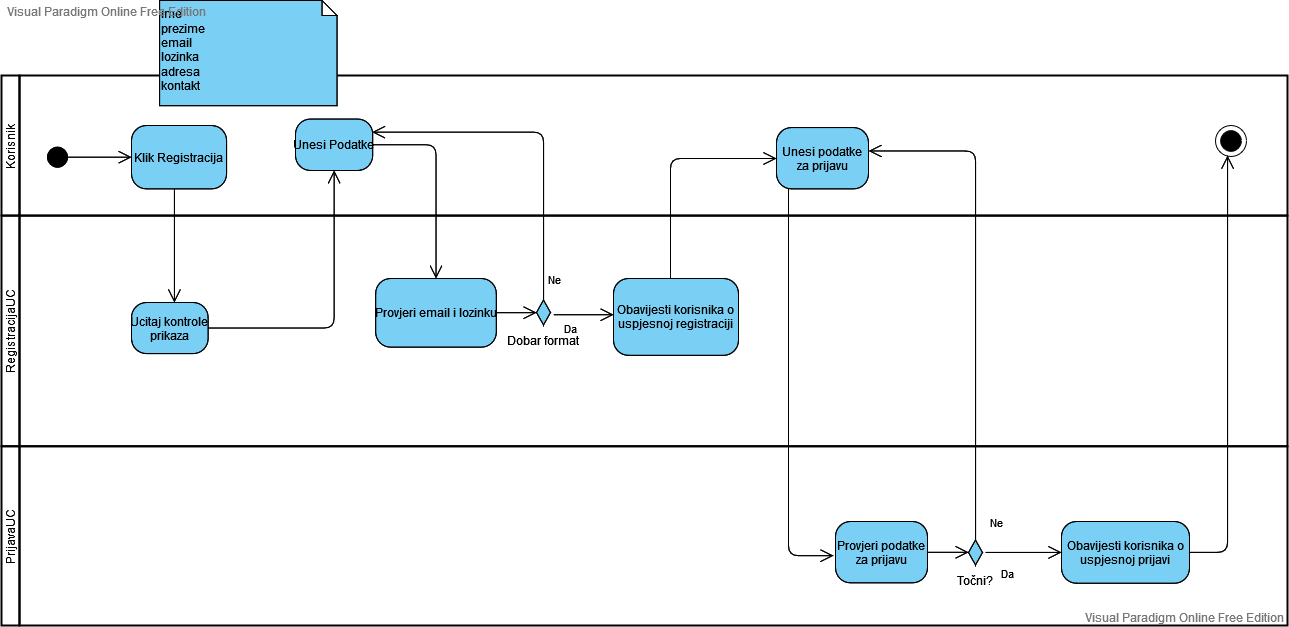 Visual Paradigm Online Free Edition
ime
prezime
email
lozinka
adresa
kontakt
Korisnik
Klik Registracija
Unesi Podatke
Unesi podatke
za prijavu
RegistracijaUC
Ucitaj kontrole
prikaza
Provjeri email i lozinku
Ne
Da
Dobar format
Obavijesti korisnika o
uspjesnoj registraciji
PrijavaUC
Provjeri podatke
za prijavu
Ne
Točni?
Da
Obavijesti korisnika o
uspjesnoj prijavi
Visual Paradigm Online Free Edition